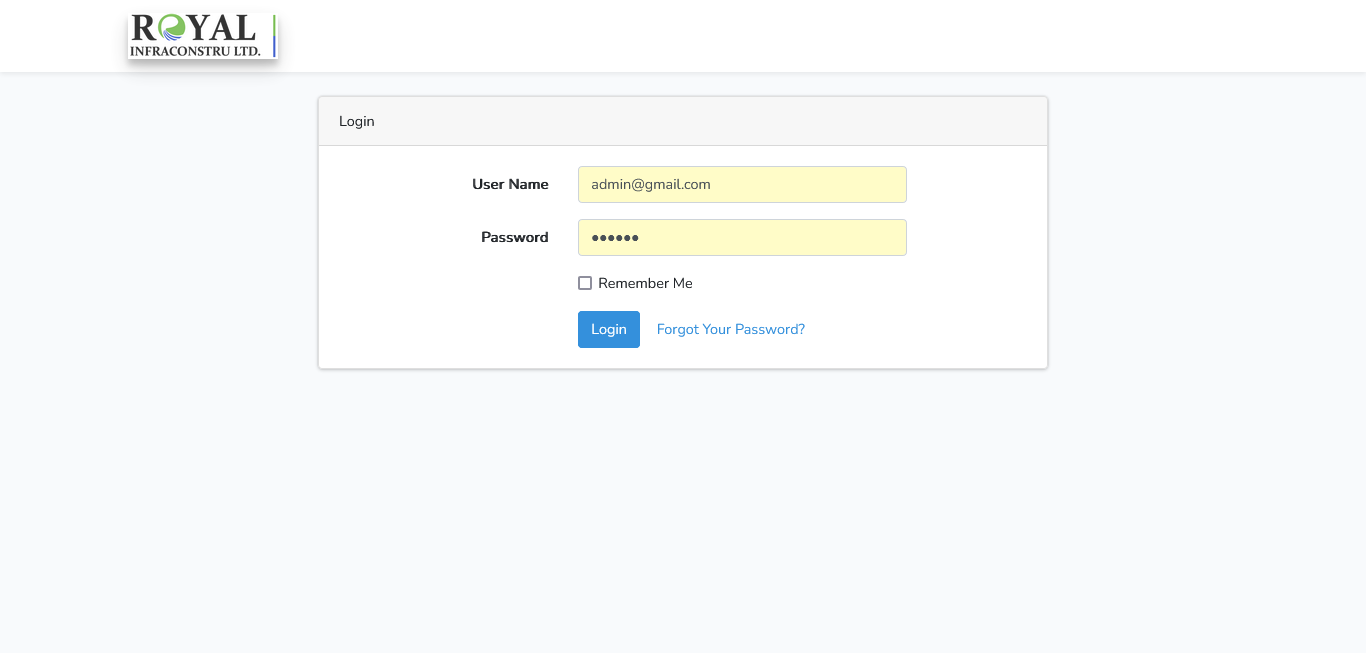 ROYAL
INFRACONSTRU LTD.
Login
User Name admin@gmail.com
Password ••••••
Remember Me
Login Forgot Your Password?